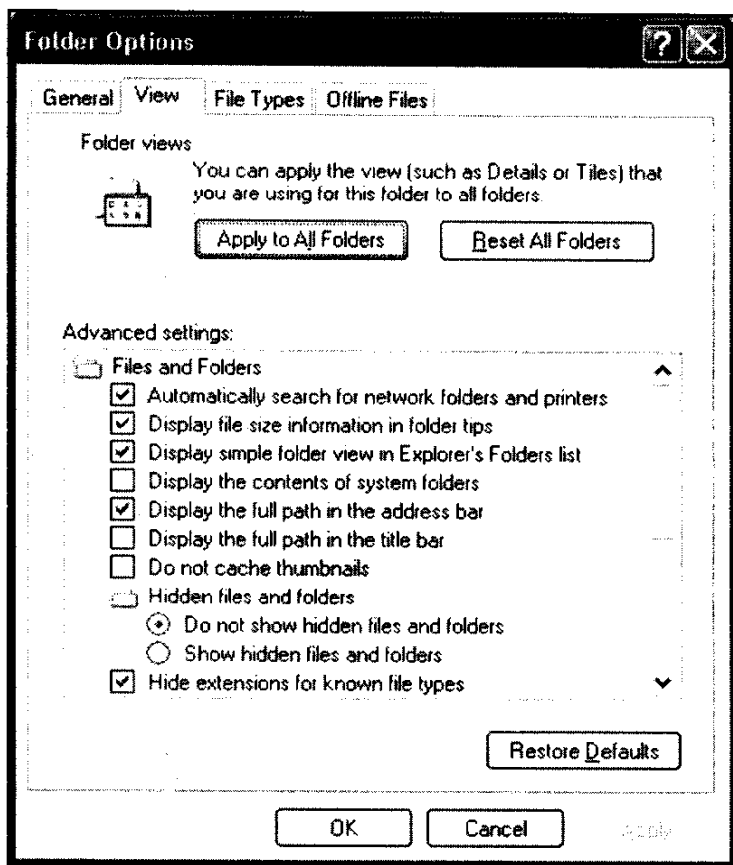 Folder Options
General View File Types Offline Files
Folder views
You can apply the view (such as Details or Tiles) that
you are using for this folder to all folders.
Apply to All Folders Reset All Folders
Advanced settings:
Files and Folders
Automatically search for network folders and printers
Display file size information in folder tips
Display simple folder view in Explorer's Folders list
Display the contents of system folders
Display the full path in the address bar
Display the full path in the title bar
Do not cache thumbnails
Hidden files and folders
Do not show hidden files and folders
Show hidden files and folders
Hide extensions for known file types
Restore Defaults
OK Cancel Apply